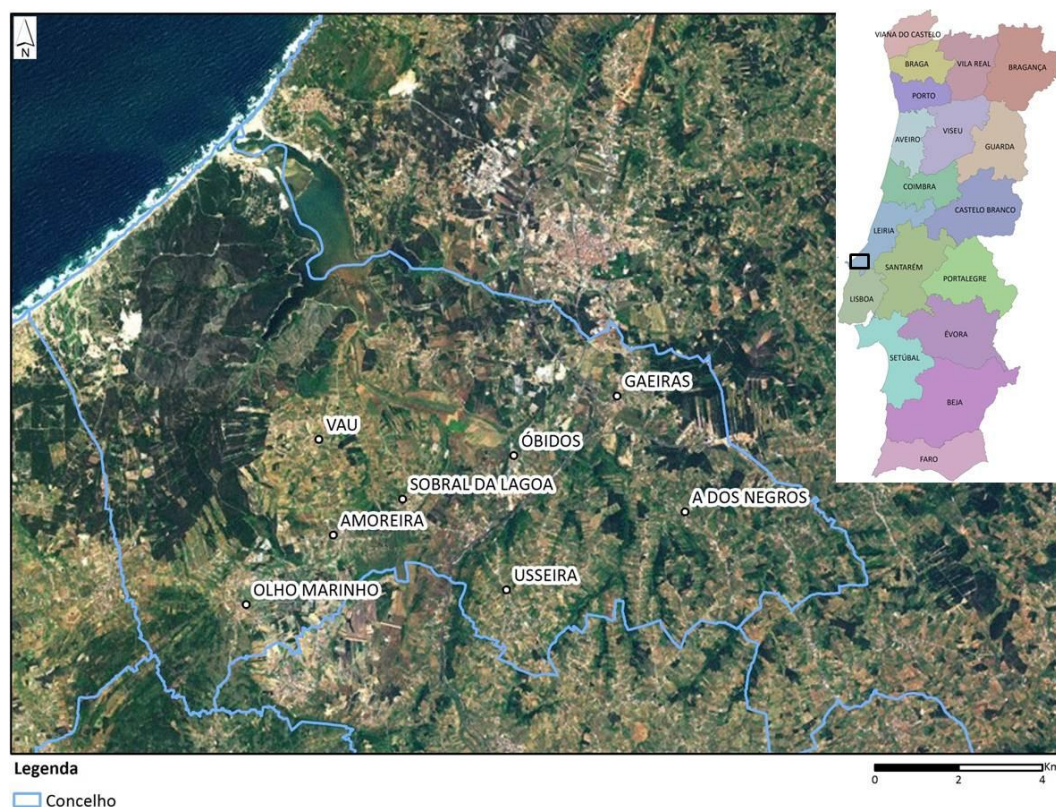 N
VIANA DO CASTELO
BRAGA
VILA REAL
BRAGANÇA
PORTO
AVEIRO
VISEU
GUARDA
COIMBRA
CASTELO BRANCO
LEIRIA
SANTARÉM
PORTALEGRE
LISBOA
ÉVORA
SETÚBAL
BEJA
FARO
GAEIRAS
VAU
ÓBIDOS
SOBRAL DA LAGOA
A DOS NEGROS
AMOREIRA
USSEIRA
OLHO MARINHO
Legenda
Concelho
Km
0 2 4